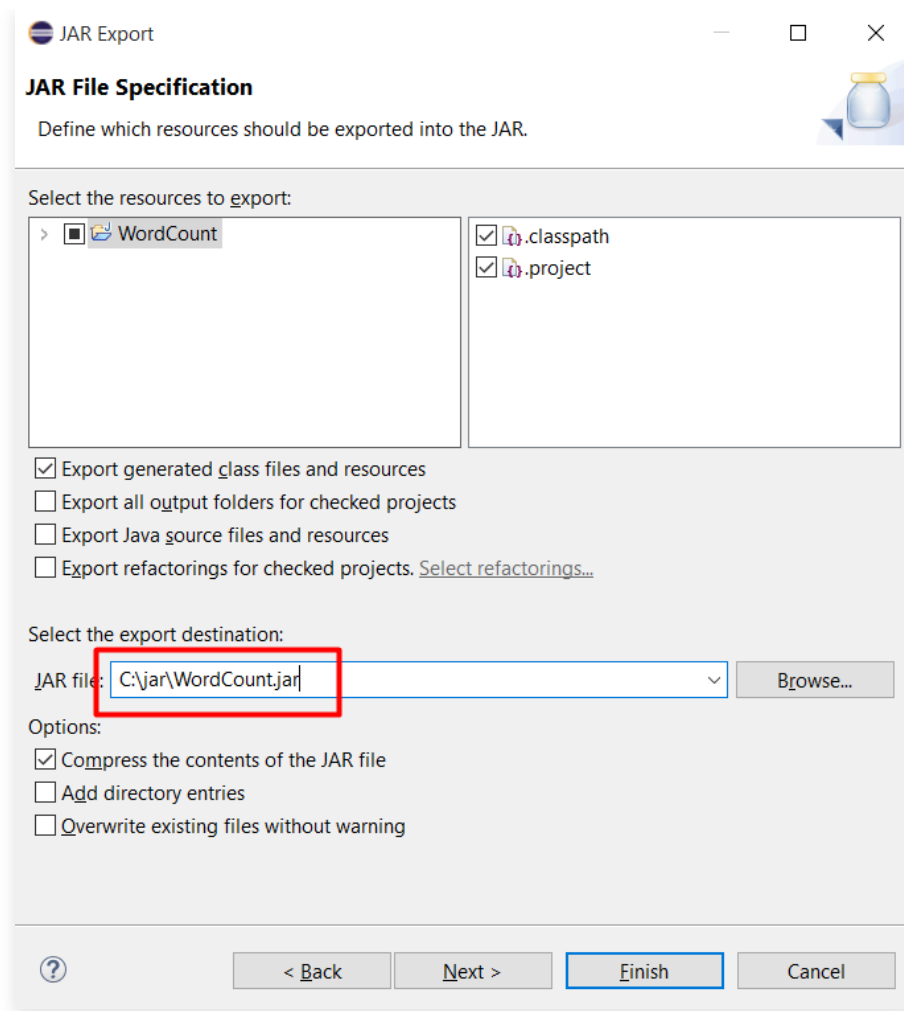 JAR Export
JAR File Specification
Define which resources should be exported into the JAR.
Select the resources to export:
WordCount
.classpath
.project
Export generated class files and resources
Export all output folders for checked projects
Export Java source files and resources
Export refactorings for checked projects. Select refactorings...
Select the export destination:
JAR file: C:\jar\WordCount.jar Browse...
Options:
Compress the contents of the JAR file
Add directory entries
Overwrite existing files without warning
? < Back Next > Finish Cancel